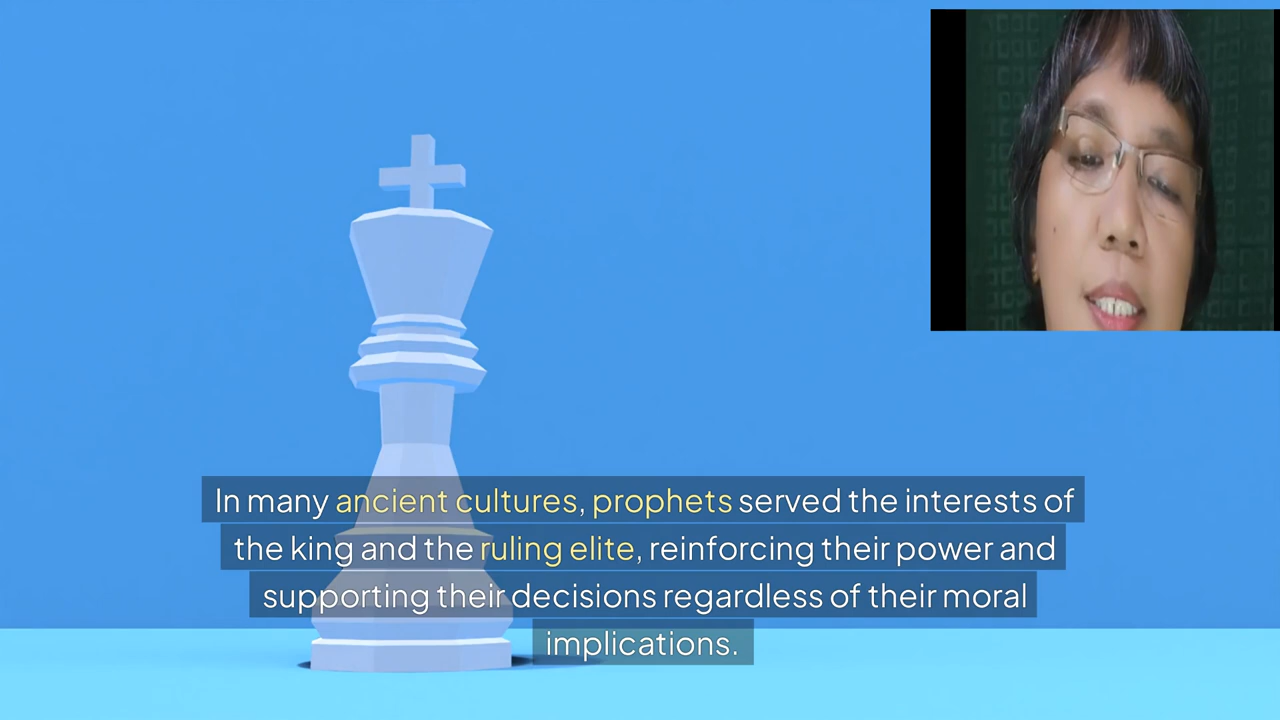 In many ancient cultures, prophets served the interests of
the king and the ruling elite, reinforcing their power and
supporting their decisions regardless of their moral
implications.